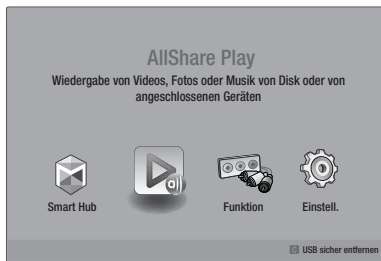 AllShare Play
Wiedergabe von Videos, Fotos oder Musik von Disk oder von
angeschlossenen Geräten
Smart Hub
Funktion
Einstell.
C USB sicher entfernen